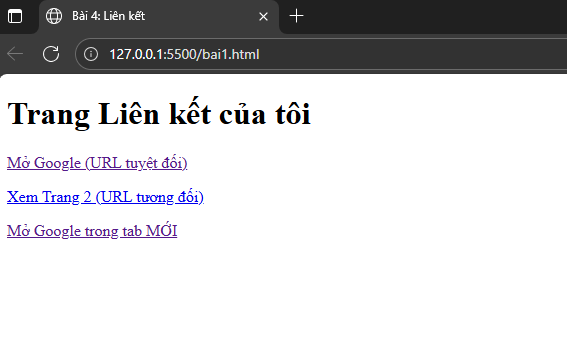 Bài 4: Liên kết
127.0.0.1:5500/bai1.html
Trang Liên kết của tôi
Mở Google (URL tuyệt đối)
Xem Trang 2 (URL tương đối)
Mở Google trong tab MỚI